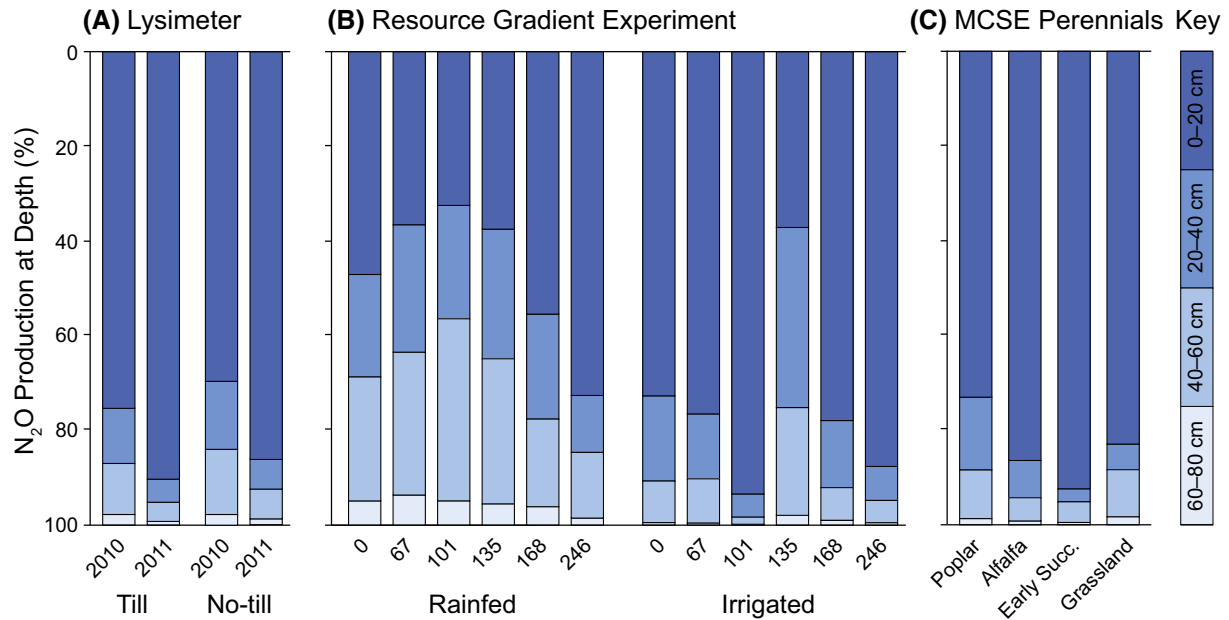 (A) Lysimeter
(B) Resource Gradient Experiment
(C) MCSE Perennials
Key
N₂O Production at Depth (%)
0
20
40
60
80
100
2010
2011
2010
2011
Till
No-till
0
67
101
135
168
246
0
67
101
135
168
246
Rainfed
Irrigated
Poplar
Alfalfa
Early Succ.
Grassland
0–20 cm
20–40 cm
40–60 cm
60–80 cm